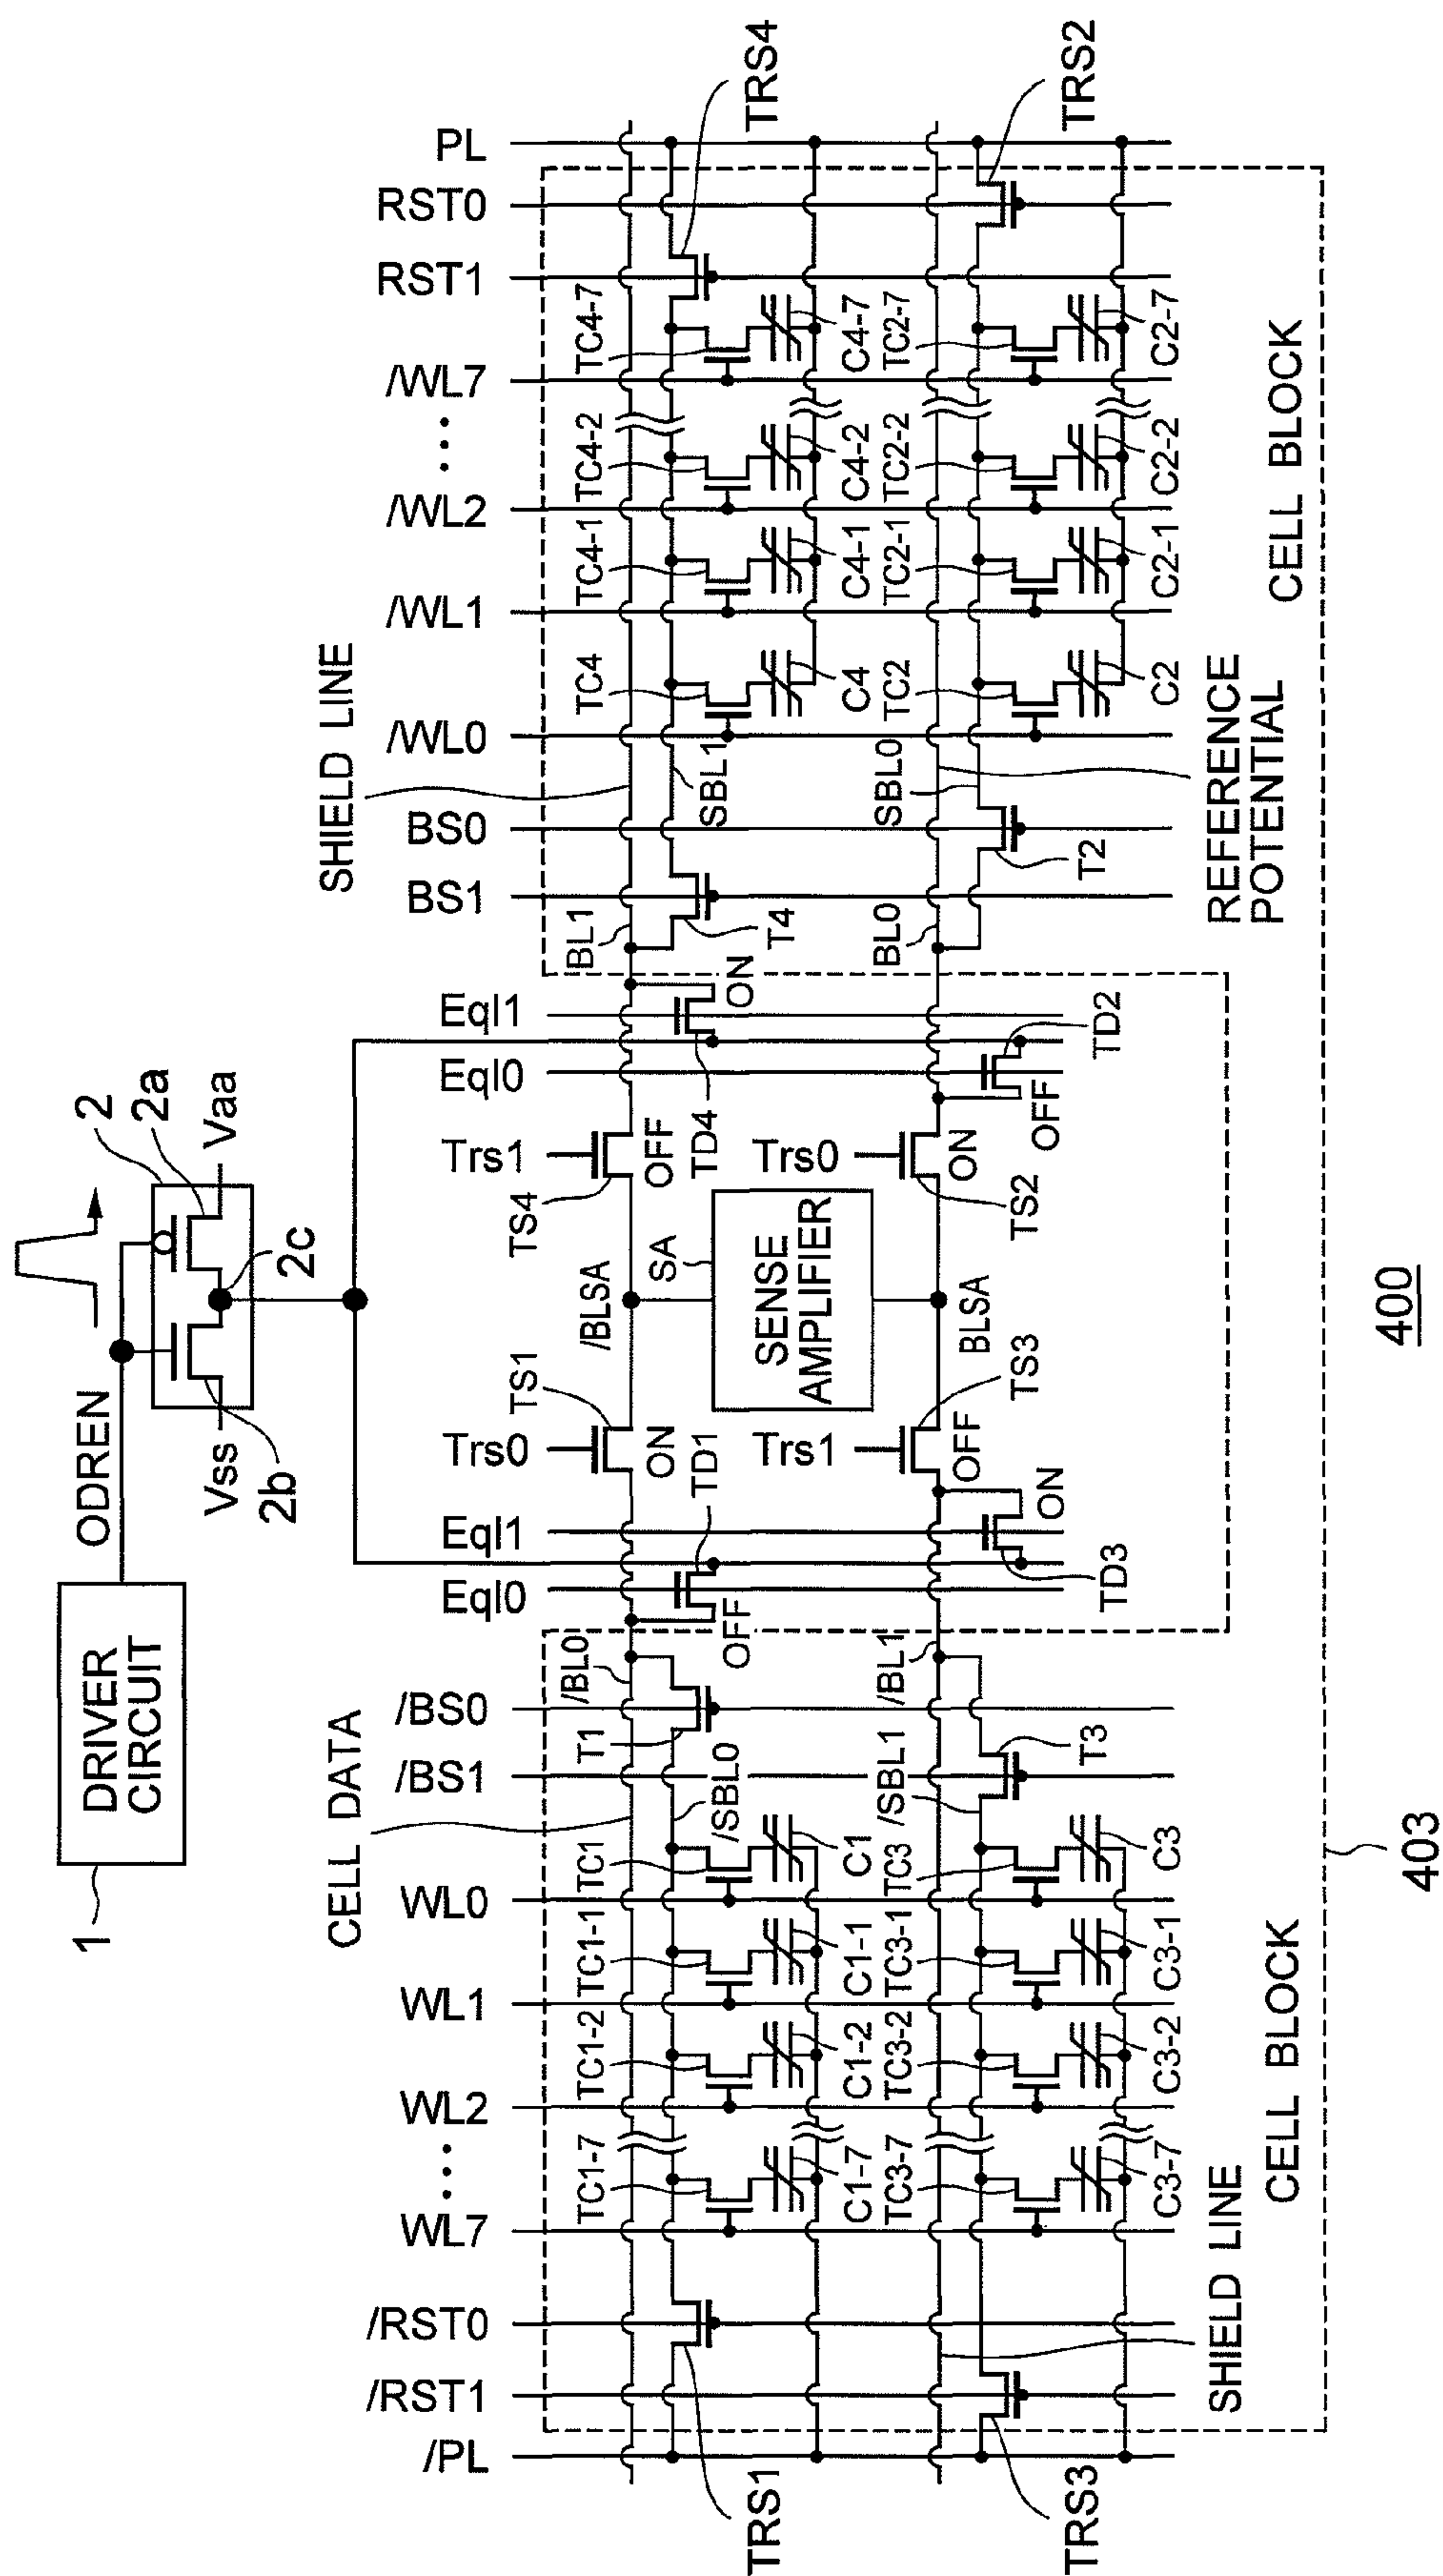 DRIVER
CIRCUIT
1
ODREN
2
2a
2b
2c
Vss
Vaa
CELL DATA
SHIELD LINE
/PL
/RST1
/RST0
WL7
...
WL2
WL1
WL0
/BS1
/BS0
Eql0
Eql1
Trs0
Trs1
Eql0
Eql1
BS1
BS0
/WL0
/WL1
/WL2
...
/WL7
RST1
RST0
PL
TRS1
TC1-7
TC1-2
TC1-1
TC1
C1-7
C1-2
C1-1
C1
/SBL0
T1
/BL0
OFF
TD1
ON
TS1
/BLSA
SA
TS4
OFF
TD4
ON
BL1
T4
SBL1
TC4
TC4-1
TC4-2
TC4-7
C4
C4-1
C4-2
C4-7
TRS4
SENSE
AMPLIFIER
Trs1
Trs0
TRS3
TC3-7
TC3-2
TC3-1
TC3
C3-7
C3-2
C3-1
C3
/SBL1
T3
/BL1
TD3
ON
OFF
TS3
BLSA
TS2
ON
OFF
TD2
BL0
T2
SBL0
TC2
TC2-1
TC2-2
TC2-7
C2
C2-1
C2-2
C2-7
TRS2
SHIELD LINE
REFERENCE
POTENTIAL
CELL BLOCK
CELL BLOCK
403
400